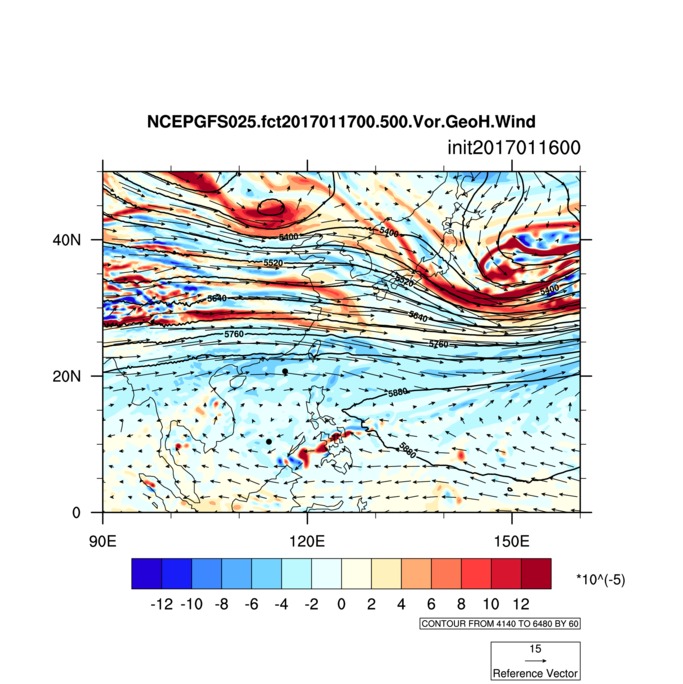 NCEPGFS025.fct2017011700.500.Vor.GeoH.Wind
init2017011600
5400
5400
40N
5520
5520
5400
5640
5640
5760
5760
20N
5880
5880
0
90E 120E 150E
-12 -10 -8 -6 -4 -2 0 2 4 6 8 10 12
*10^(-5)
CONTOUR FROM 4140 TO 6480 BY 60
15
Reference Vector